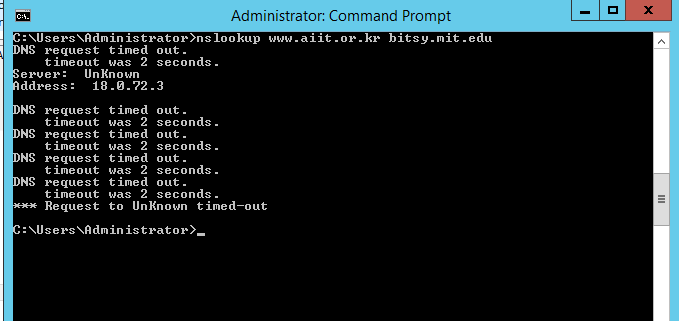 Administrator: Command Prompt
C:\Users\Administrator>nslookup www.aiit.or.kr bitsy.mit.edu
DNS request timed out.
    timeout was 2 seconds.
Server:  UnKnown
Address:  18.0.72.3

DNS request timed out.
    timeout was 2 seconds.
DNS request timed out.
    timeout was 2 seconds.
DNS request timed out.
    timeout was 2 seconds.
DNS request timed out.
    timeout was 2 seconds.
*** Request to UnKnown timed-out

C:\Users\Administrator>_